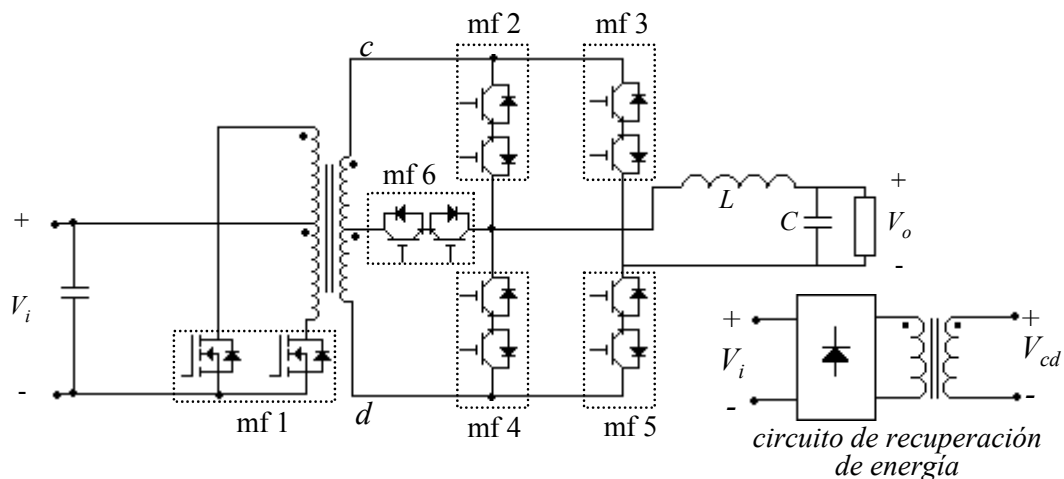 mf 2
mf 3
c
mf 6
+
-
V_i
L
C
+
V_o
-
mf 1
d
mf 4
mf 5
+
V_i
-
+
V_cd
-
circuito de recuperación
de energía